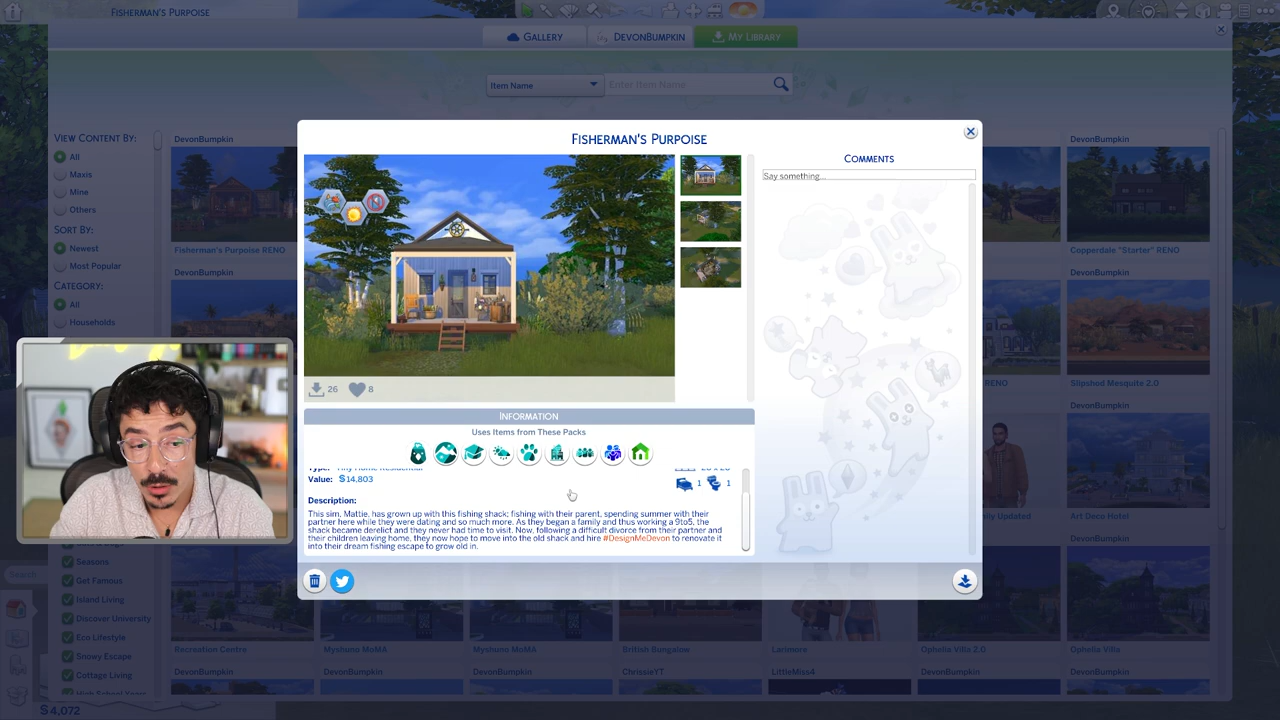 FISHERMAN'S PURPOISE
GALLERY
DEVONBUMPKIN
MY LIBRARY
Item Name
Enter Item Name
VIEW CONTENT BY:
All
Maxis
Mine
Others
SORT BY:
Newest
Most Popular
CATEGORY:
All
Households
DevonBumpkin
DevonBumpkin
Fisherman's Purpoise RENO
Copperdale "Starter" RENO
DevonBumpkin
DevonBumpkin
FISHERMAN'S PURPOISE
COMMENTS
Say something...
26
8
INFORMATION
Uses Items from These Packs
Value: §14,803
1
1
Description:
This sim, Mattie, has grown up with this fishing shack: fishing with their parent, spending summer with their
partner here while they were dating and so much more. As they began a family and thus working a 9to5, the
shack became derelict and they never had time to visit. Now, following a difficult divorce from their partner and
their children leaving home, they now hope to move into the old shack and hire #DesignMeDevon to renovate it
into their dream fishing escape to grow old in.
RENO
Slipshod Mesquite 2.0
DevonBumpkin
Updated
Art Deco Hotel
DevonBumpkin
Search
Seasons
Get Famous
Island Living
Discover University
Eco Lifestyle
Snowy Escape
Cottage Living
High School Years
Recreation Centre
Myshuno MoMA
Myshuno MoMA
British Bungalow
Larimore
Ophelia Villa 2.0
Ophelia Villa
DevonBumpkin
DevonBumpkin
DevonBumpkin
ChrissieYT
LittleMiss4
DevonBumpkin
DevonBumpkin
§4,072